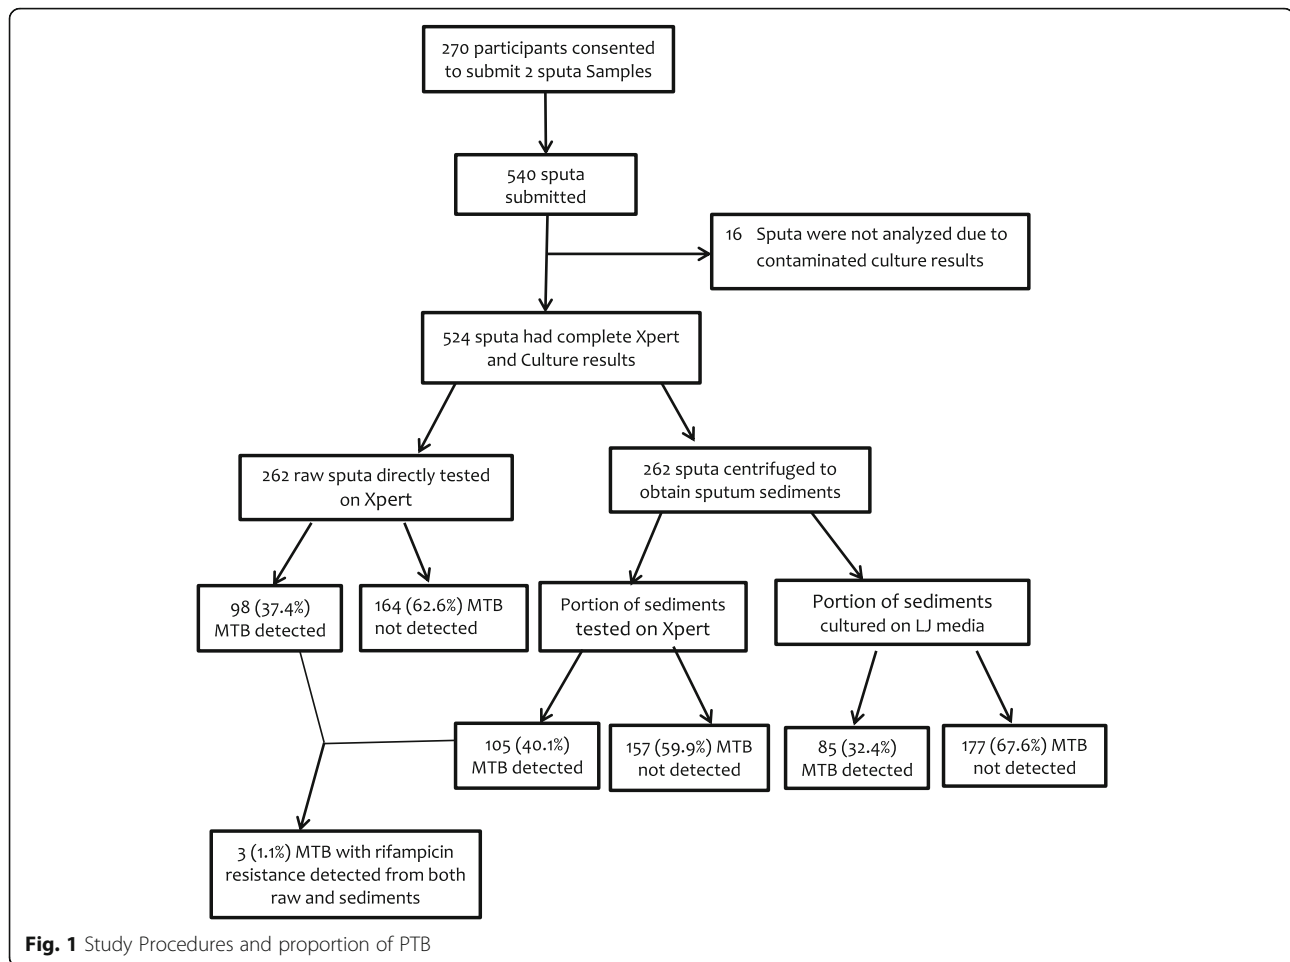 270 participants consented
to submit 2 sputa Samples
540 sputa
submitted
16 Sputa were not analyzed due to
contaminated culture results
524 sputa had complete Xpert
and Culture results
262 raw sputa directly tested
on Xpert
262 sputa centrifuged to
obtain sputum sediments
98 (37.4%)
MTB detected
164 (62.6%) MTB
not detected
Portion of sediments
tested on Xpert
Portion of sediments
cultured on LJ media
105 (40.1%)
MTB detected
157 (59.9%) MTB
not detected
85 (32.4%)
MTB detected
177 (67.6%) MTB
not detected
3 (1.1%) MTB with rifampicin
resistance detected from both
raw and sediments
Fig. 1 Study Procedures and proportion of PTB